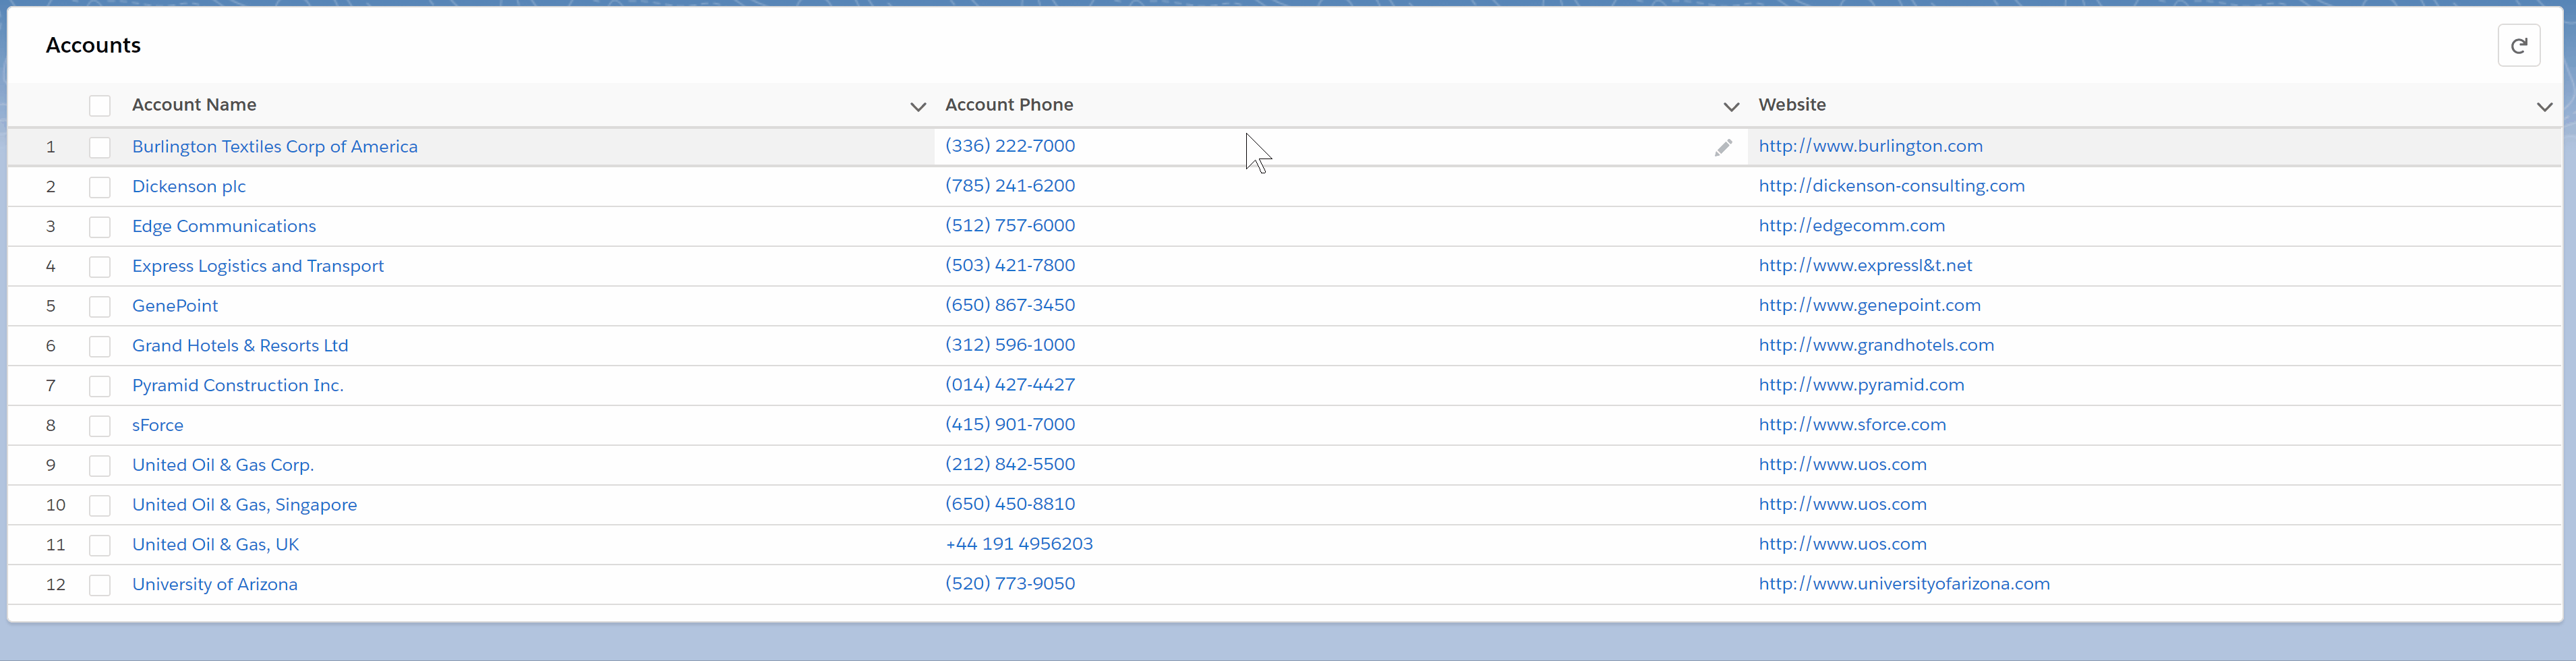 Accounts
Account Name Account Phone Website
1 Burlington Textiles Corp of America (336) 222-7000 http://www.burlington.com
2 Dickenson plc (785) 241-6200 http://dickenson-consulting.com
3 Edge Communications (512) 757-6000 http://edgecomm.com
4 Express Logistics and Transport (503) 421-7800 http://www.expressl&t.net
5 GenePoint (650) 867-3450 http://www.genepoint.com
6 Grand Hotels & Resorts Ltd (312) 596-1000 http://www.grandhotels.com
7 Pyramid Construction Inc. (014) 427-4427 http://www.pyramid.com
8 sForce (415) 901-7000 http://www.sforce.com
9 United Oil & Gas Corp. (212) 842-5500 http://www.uos.com
10 United Oil & Gas, Singapore (650) 450-8810 http://www.uos.com
11 United Oil & Gas, UK +44 191 4956203 http://www.uos.com
12 University of Arizona (520) 773-9050 http://www.universityofarizona.com